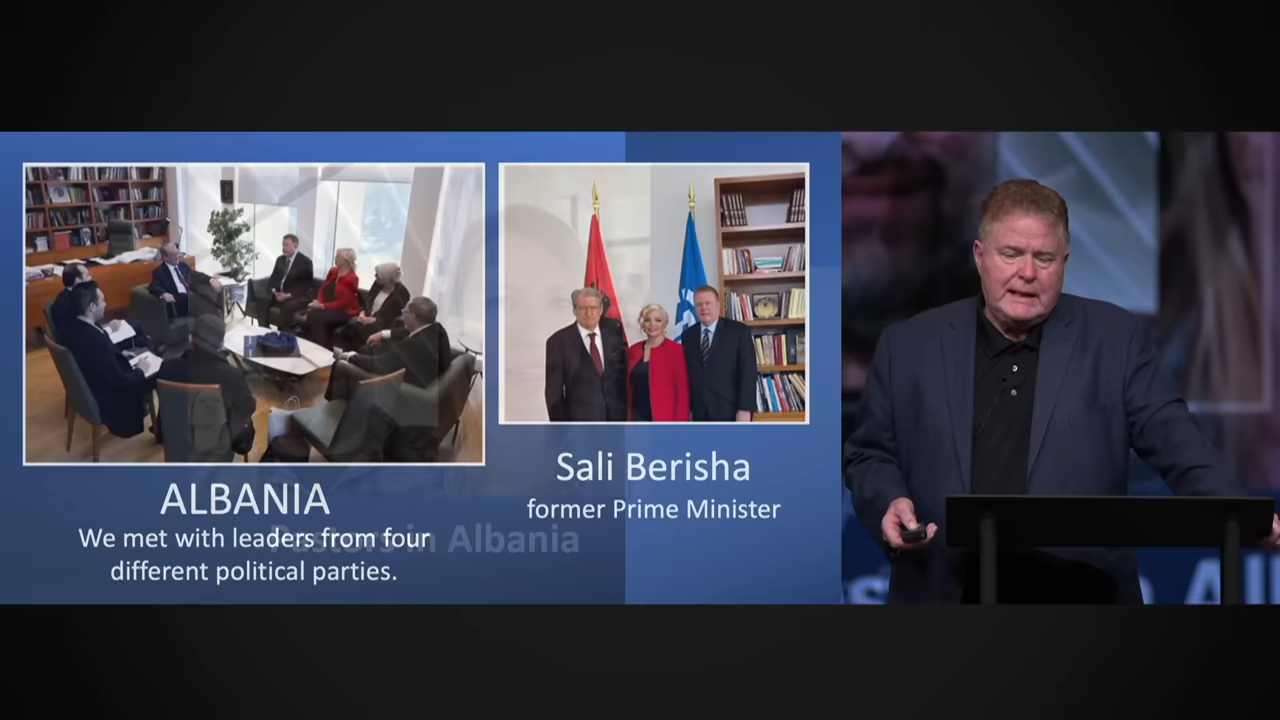 ALBANIA
We met with leaders from four
different political parties.
Sali Berisha
former Prime Minister
Pastors in Albania